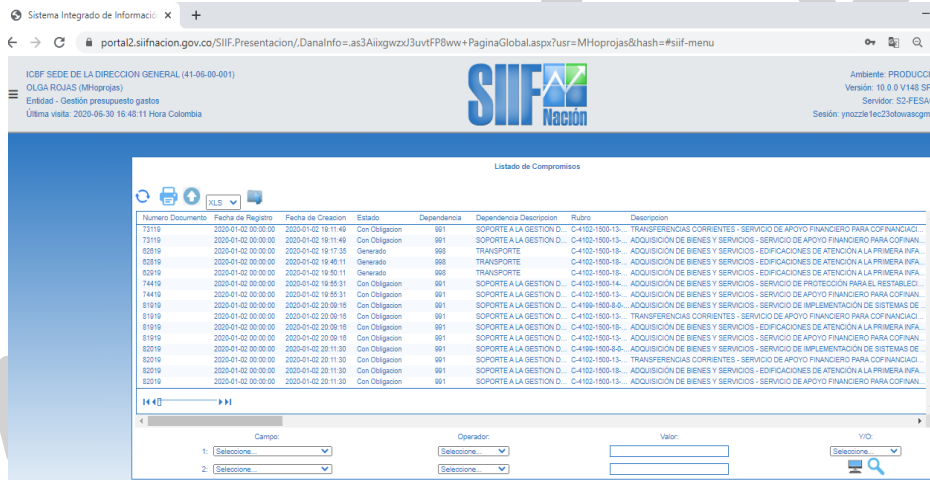 Sistema Integrado de Informació
portal2.siifnacion.gov.co/SIIF.Presentacion/,DanaInfo=.as3AiixgwzxJ3uvtFP8ww+PaginaGlobal.aspx?usr=MHoprojas&hash=#siif-menu
ICBF SEDE DE LA DIRECCION GENERAL (41-06-00-001)
OLGA ROJAS (MHoprojas)
Entidad - Gestión presupuesto gastos
Última visita: 2020-06-30 16:48:11 Hora Colombia
SIIF
Nación
Ambiente: PRODUCCI
Versión: 10.0.0 V148 SP
Servidor: S2-FESA
Sesión: ynozzle1ec23otowascgm
Listado de Compromisos
XLS
Numero Documento Fecha de Registro Fecha de Creacion Estado Dependencia Dependencia Descripcion Rubro Descripcion
73119 2020-01-02 00:00:00 2020-01-02 19:11:49 Con Obligacion 991 SOPORTE A LA GESTION D... C-4102-1500-13-... TRANSFERENCIAS CORRIENTES - SERVICIO DE APOYO FINANCIERO PARA COFINANCIACI...
73119 2020-01-02 00:00:00 2020-01-02 19:11:49 Con Obligacion 991 SOPORTE A LA GESTION D... C-4102-1500-13-... ADQUISICIÓN DE BIENES Y SERVICIOS - SERVICIO DE APOYO FINANCIERO PARA COFINAN...
62619 2020-01-02 00:00:00 2020-01-02 19:17:35 Generado 998 TRANSPORTE C-4102-1500-18-... ADQUISICIÓN DE BIENES Y SERVICIOS - EDIFICACIONES DE ATENCIÓN A LA PRIMERA INFA...
62819 2020-01-02 00:00:00 2020-01-02 19:46:11 Generado 998 TRANSPORTE C-4102-1500-18-... ADQUISICIÓN DE BIENES Y SERVICIOS - EDIFICACIONES DE ATENCIÓN A LA PRIMERA INFA...
62919 2020-01-02 00:00:00 2020-01-02 19:50:11 Generado 998 TRANSPORTE C-4102-1500-18-... ADQUISICIÓN DE BIENES Y SERVICIOS - EDIFICACIONES DE ATENCIÓN A LA PRIMERA INFA...
74419 2020-01-02 00:00:00 2020-01-02 19:55:31 Con Obligacion 991 SOPORTE A LA GESTION D... C-4102-1500-14-... ADQUISICIÓN DE BIENES Y SERVICIOS - SERVICIO DE PROTECCIÓN PARA EL RESTABLECI...
74419 2020-01-02 00:00:00 2020-01-02 19:55:31 Con Obligacion 991 SOPORTE A LA GESTION D... C-4102-1500-13-... ADQUISICIÓN DE BIENES Y SERVICIOS - SERVICIO DE APOYO FINANCIERO PARA COFINAN...
81919 2020-01-02 00:00:00 2020-01-02 20:09:16 Con Obligacion 991 SOPORTE A LA GESTION D... C-4199-1500-8-0-... ADQUISICIÓN DE BIENES Y SERVICIOS - SERVICIO DE IMPLEMENTACIÓN DE SISTEMAS DE ...
81919 2020-01-02 00:00:00 2020-01-02 20:09:16 Con Obligacion 991 SOPORTE A LA GESTION D... C-4102-1500-13-... TRANSFERENCIAS CORRIENTES - SERVICIO DE APOYO FINANCIERO PARA COFINANCIACI...
81919 2020-01-02 00:00:00 2020-01-02 20:09:16 Con Obligacion 991 SOPORTE A LA GESTION D... C-4102-1500-18-... ADQUISICIÓN DE BIENES Y SERVICIOS - EDIFICACIONES DE ATENCIÓN A LA PRIMERA INFA...
81919 2020-01-02 00:00:00 2020-01-02 20:09:16 Con Obligacion 991 SOPORTE A LA GESTION D... C-4102-1500-13-... ADQUISICIÓN DE BIENES Y SERVICIOS - SERVICIO DE APOYO FINANCIERO PARA COFINAN...
82019 2020-01-02 00:00:00 2020-01-02 20:11:30 Con Obligacion 991 SOPORTE A LA GESTION D... C-4199-1500-8-0-... ADQUISICIÓN DE BIENES Y SERVICIOS - SERVICIO DE IMPLEMENTACIÓN DE SISTEMAS DE ...
82019 2020-01-02 00:00:00 2020-01-02 20:11:30 Con Obligacion 991 SOPORTE A LA GESTION D... C-4102-1500-13-... TRANSFERENCIAS CORRIENTES - SERVICIO DE APOYO FINANCIERO PARA COFINANCIACI...
82019 2020-01-02 00:00:00 2020-01-02 20:11:30 Con Obligacion 991 SOPORTE A LA GESTION D... C-4102-1500-18-... ADQUISICIÓN DE BIENES Y SERVICIOS - EDIFICACIONES DE ATENCIÓN A LA PRIMERA INFA...
82019 2020-01-02 00:00:00 2020-01-02 20:11:30 Con Obligacion 991 SOPORTE A LA GESTION D... C-4102-1500-13-... ADQUISICIÓN DE BIENES Y SERVICIOS - SERVICIO DE APOYO FINANCIERO PARA COFINAN...
Campo: Operador: Valor: Y/O:
1: Seleccione... Seleccione... Seleccione...
2: Seleccione... Seleccione...